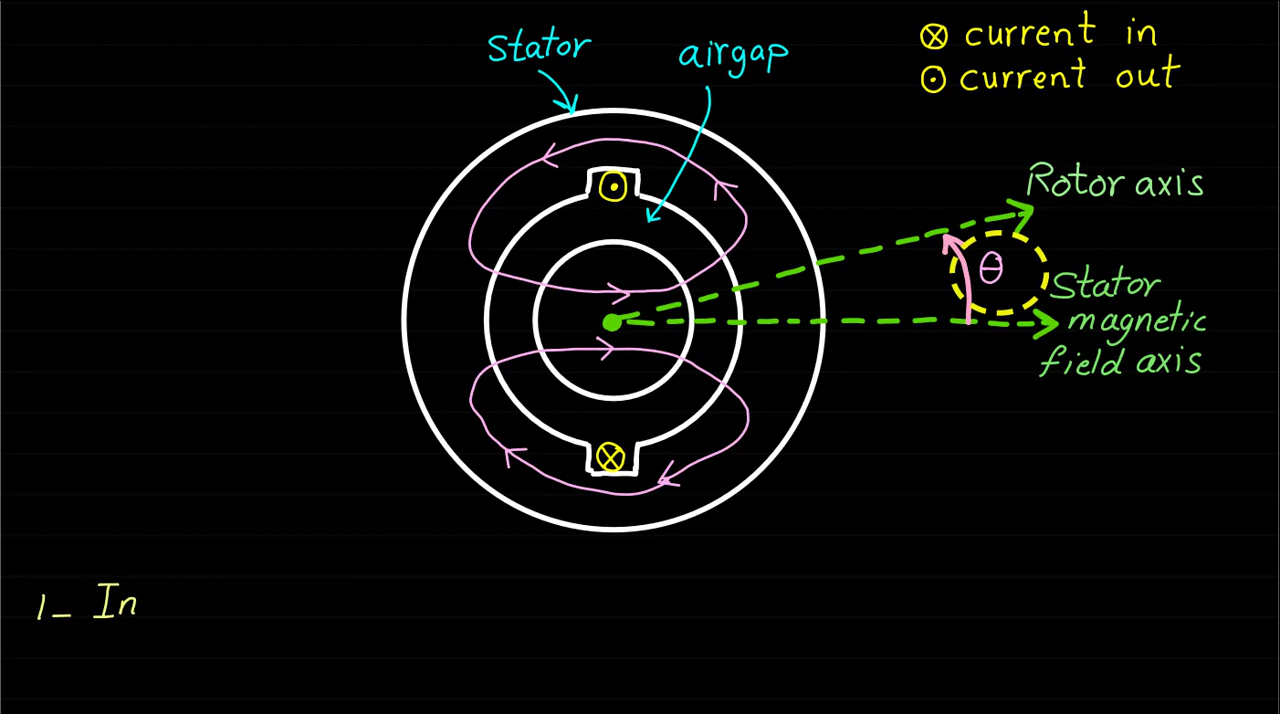 Stator
airgap
⊗ current in
⊙ current out
Rotor axis
θ
Stator
magnetic
field axis
1_ In